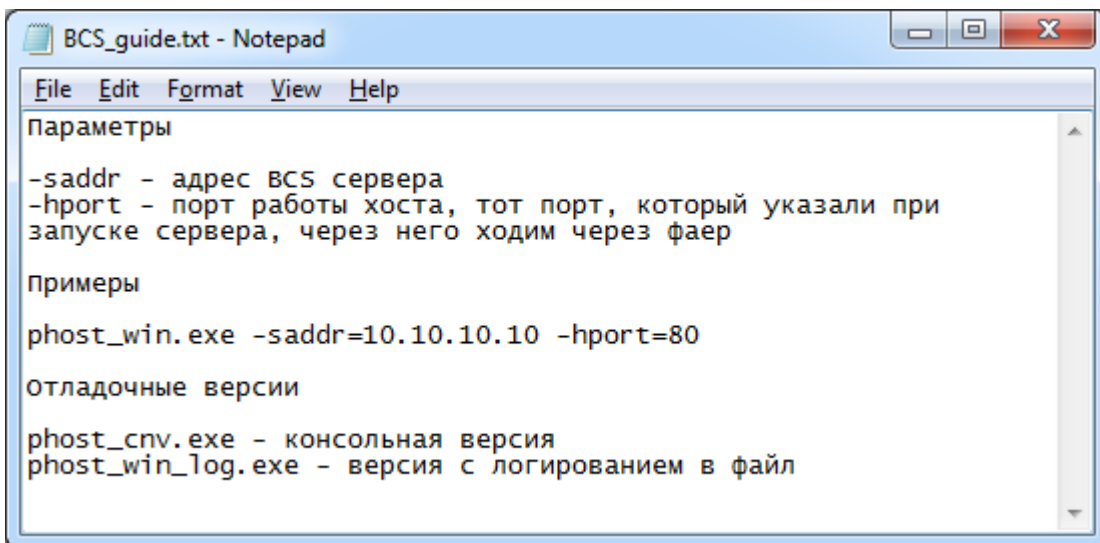 BCS_guide.txt - Notepad
File Edit Format View Help
Параметры
-saddr - адрес BCS сервера
-hport - порт работы хоста, тот порт, который указали при
запуске сервера, через него ходим через фаер
Примеры
phost_win.exe -saddr=10.10.10.10 -hport=80
Отладочные версии
phost_cnv.exe - консольная версия
phost_win_log.exe - версия с логированием в файл